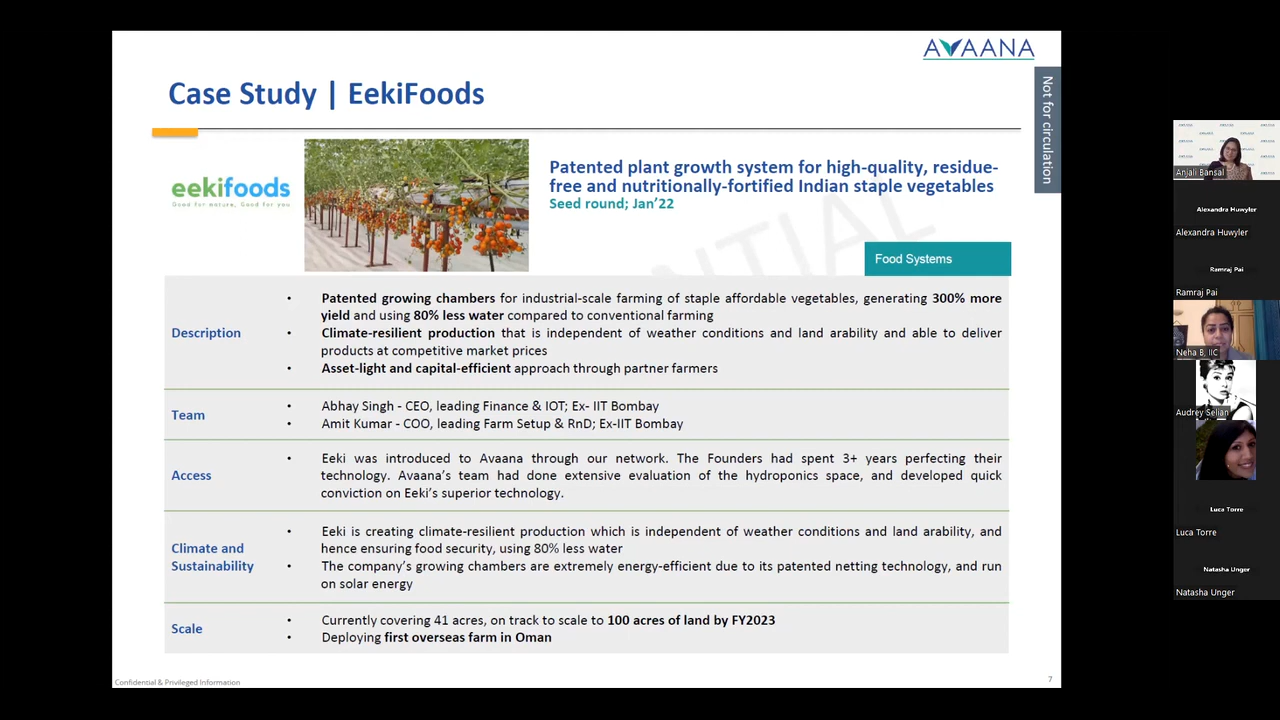 AVAANA
Case Study | EekiFoods
Not for circulation
eekifoods
Good for nature, Good for you
Patented plant growth system for high-quality, residue-
free and nutritionally-fortified Indian staple vegetables
Seed round; Jan’22
Food Systems
Description
• Patented growing chambers for industrial-scale farming of staple affordable vegetables, generating 300% more
yield and using 80% less water compared to conventional farming
• Climate-resilient production that is independent of weather conditions and land arability and able to deliver
products at competitive market prices
• Asset-light and capital-efficient approach through partner farmers
Team
• Abhay Singh - CEO, leading Finance & IOT; Ex- IIT Bombay
• Amit Kumar - COO, leading Farm Setup & RnD; Ex-IIT Bombay
Access
• Eeki was introduced to Avaana through our network. The Founders had spent 3+ years perfecting their
technology. Avaana’s team had done extensive evaluation of the hydroponics space, and developed quick
conviction on Eeki’s superior technology.
Climate and
Sustainability
• Eeki is creating climate-resilient production which is independent of weather conditions and land arability, and
hence ensuring food security, using 80% less water
• The company’s growing chambers are extremely energy-efficient due to its patented netting technology, and run
on solar energy
Scale
• Currently covering 41 acres, on track to scale to 100 acres of land by FY2023
• Deploying first overseas farm in Oman
Confidential & Privileged Information
7
Anjali Bansal
Alexandra Huwyler
Alexandra Huwyler
Ramraj Pai
Ramraj Pai
Neha B, IIC
Audrey Selian
Luca Torre
Luca Torre
Natasha Unger
Natasha Unger